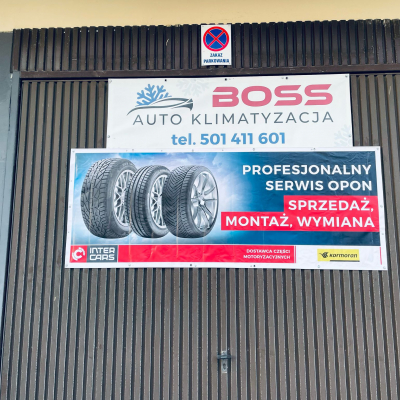 ZAKAZ
PARKOWANIA
BOSS
AUTO KLIMATYZACJA
tel. 501 411 601
PROFESJONALNY
SERWIS OPON
SPRZEDAŻ,
MONTAŻ, WYMIANA
INTER
CARS
DOSTAWCA CZĘŚCI
MOTORYZACYJNYCH
kormoran